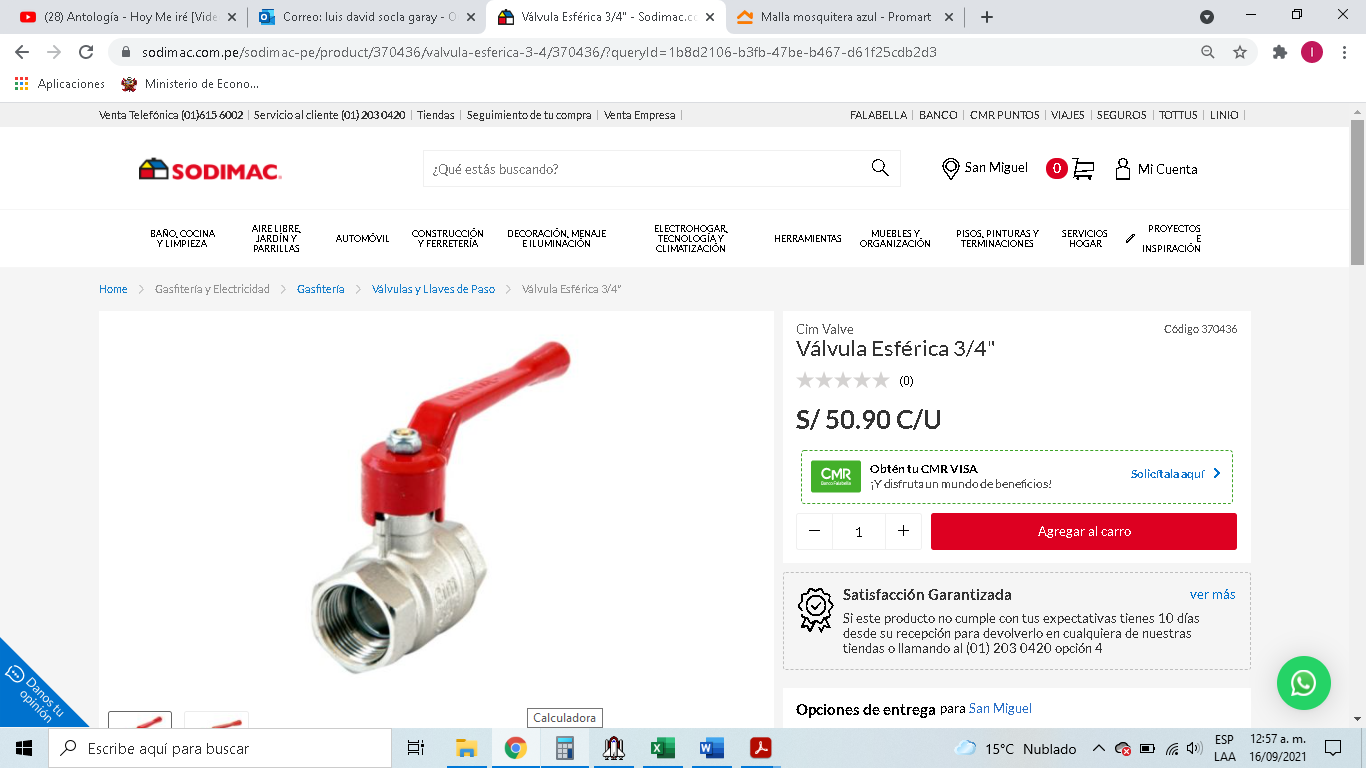 (28) Antología - Hoy Me iré [Vide
Correo: luis david socla garay - O
Válvula Esférica 3/4" - Sodimac.c
Malla mosquitera azul - Promart
sodimac.com.pe/sodimac-pe/product/370436/valvula-esferica-3-4/370436/?queryId=1b8d2106-b3fb-47be-b467-d61f25cdb2d3
I
Aplicaciones
Ministerio de Econo...
Venta Telefónica (01)615 6002 | Servicio al cliente (01) 203 0420 | Tiendas | Seguimiento de tu compra | Venta Empresa |
FALABELLA | BANCO | CMR PUNTOS | VIAJES | SEGUROS | TOTTUS | LINIO |
SODIMAC
¿Qué estás buscando?
San Miguel
0
Mi Cuenta
BAÑO, COCINA
Y LIMPIEZA
AIRE LIBRE,
JARDÍN Y
PARRILLAS
AUTOMÓVIL
CONSTRUCCIÓN
Y FERRETERÍA
DECORACIÓN, MENAJE
E ILUMINACIÓN
ELECTROHOGAR,
TECNOLOGÍA Y
CLIMATIZACIÓN
HERRAMIENTAS
MUEBLES Y
ORGANIZACIÓN
PISOS, PINTURAS Y
TERMINACIONES
SERVICIOS
HOGAR
PROYECTOS
E
INSPIRACIÓN
Home > Gasfitería y Electricidad > Gasfitería > Válvulas y Llaves de Paso > Válvula Esférica 3/4"
Cim Valve
Código 370436
Válvula Esférica 3/4"
(0)
S/ 50.90 C/U
CMR
Banco Falabella
Obtén tu CMR VISA
¡Y disfruta un mundo de beneficios!
Solicítala aquí
1
Agregar al carro
Satisfacción Garantizada
ver más
Si este producto no cumple con tus expectativas tienes 10 días
desde su recepción para devolverlo en cualquiera de nuestras
tiendas o llamando al (01) 203 0420 opción 4
Danos tu
opinión
Opciones de entrega para San Miguel
Calculadora
Escribe aquí para buscar
15°C Nublado
ESP
LAA
12:57 a. m.
16/09/2021